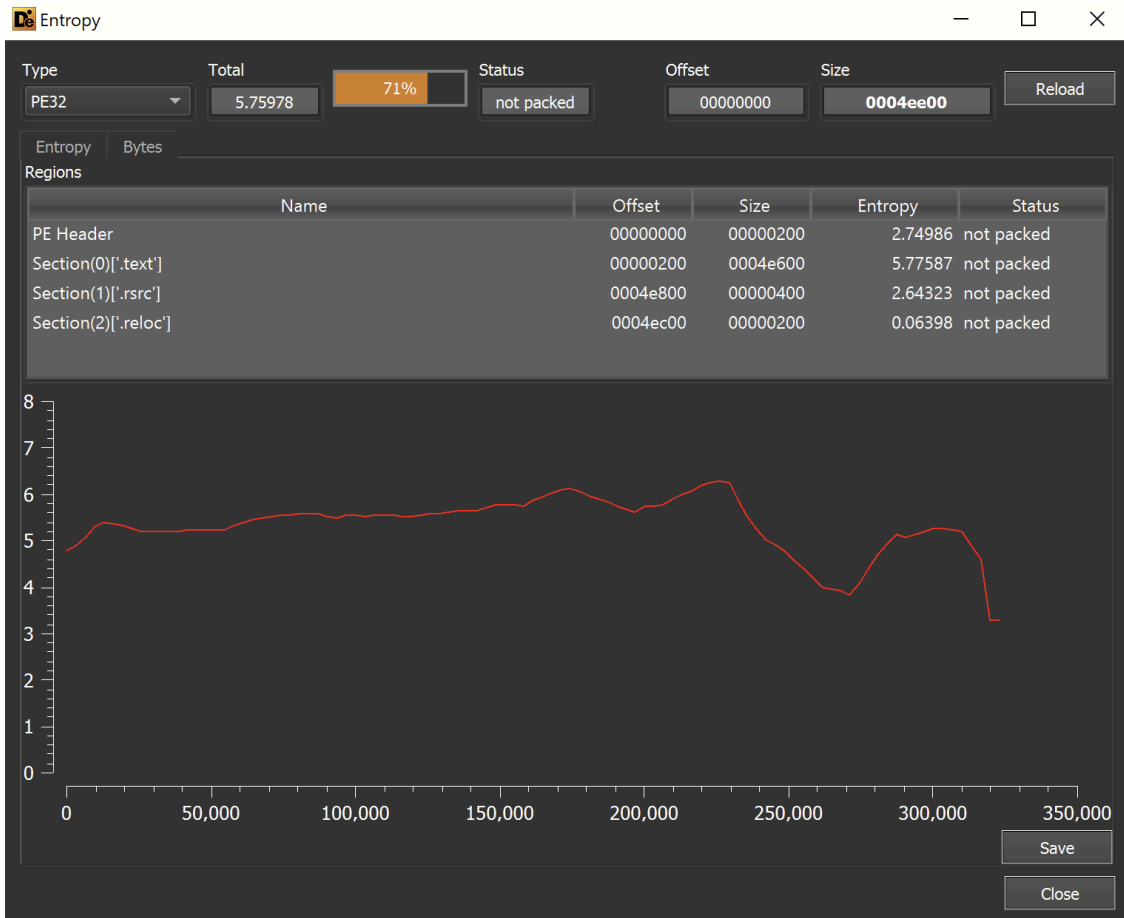 De Entropy
Type Total Status Offset Size
PE32 5.75978 71% not packed 00000000 0004ee00 Reload
Entropy Bytes
Regions
Name Offset Size Entropy Status
PE Header 00000000 00000200 2.74986 not packed
Section(0)['.text'] 00000200 0004e600 5.77587 not packed
Section(1)['.rsrc'] 0004e800 00000400 2.64323 not packed
Section(2)['.reloc'] 0004ec00 00000200 0.06398 not packed
8
7
6
5
4
3
2
1
0
0 50,000 100,000 150,000 200,000 250,000 300,000 350,000
Save
Close